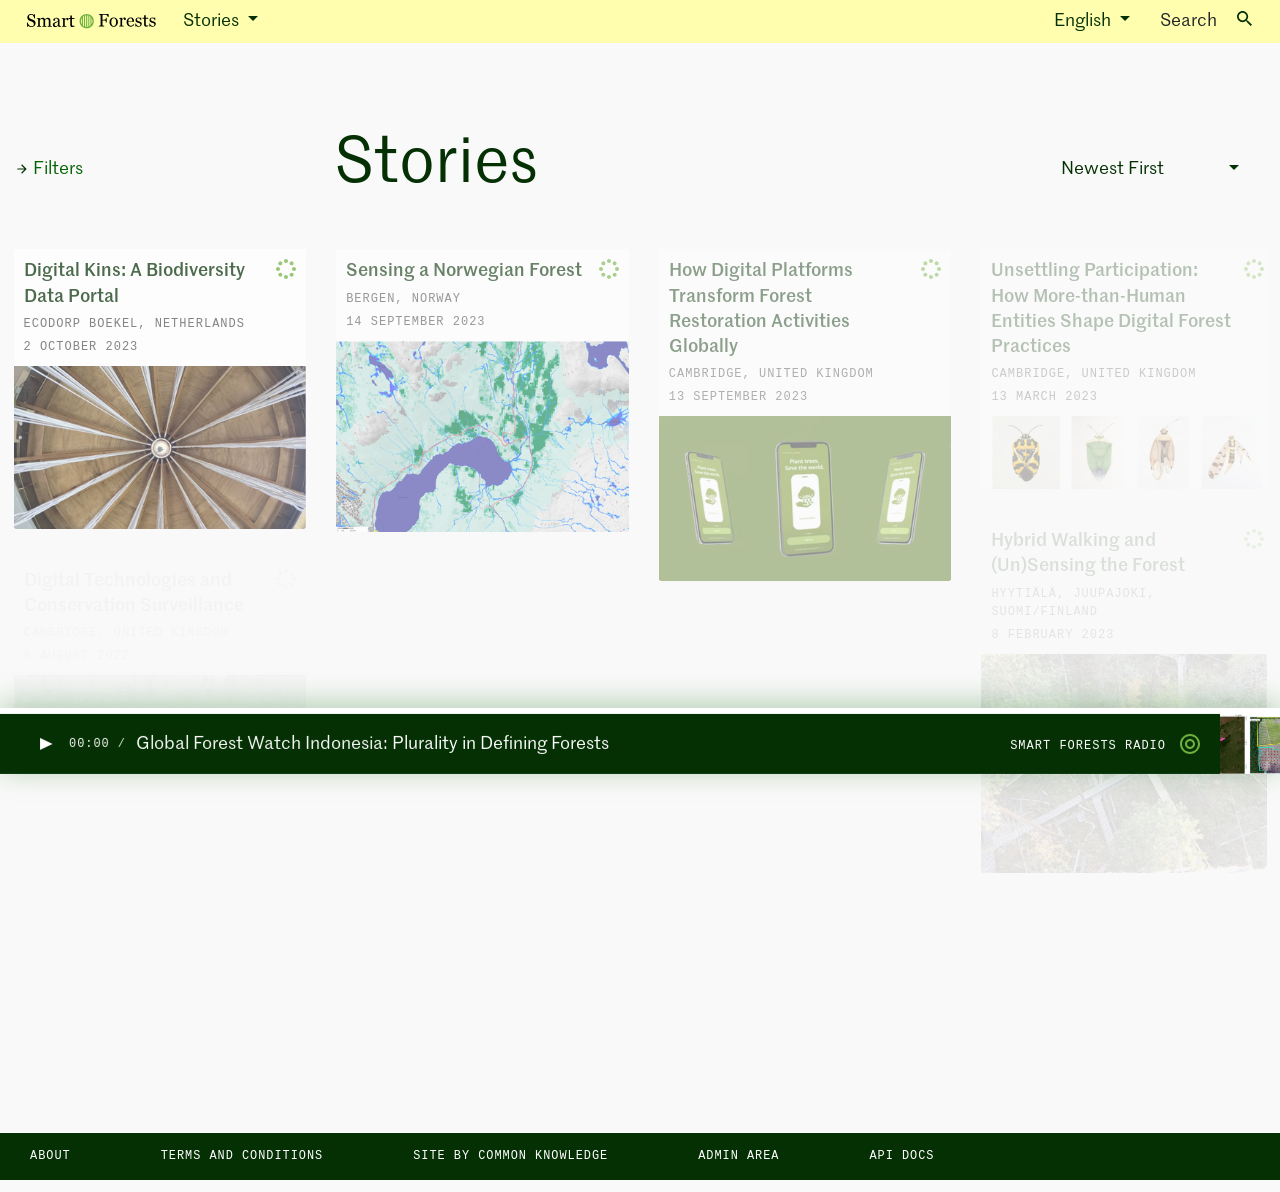 Smart Forests
Stories
English
Search
Filters
Stories
Newest First
Digital Kins: A Biodiversity
Data Portal
ECODORP BOEKEL, NETHERLANDS
2 OCTOBER 2023
Sensing a Norwegian Forest
BERGEN, NORWAY
14 SEPTEMBER 2023
How Digital Platforms
Transform Forest
Restoration Activities
Globally
CAMBRIDGE, UNITED KINGDOM
13 SEPTEMBER 2023
Plant trees.
Save the world.
Unsettling Participation:
How More-than-Human
Entities Shape Digital Forest
Practices
CAMBRIDGE, UNITED KINGDOM
13 MARCH 2023
Hybrid Walking and
(Un)Sensing the Forest
HYYTIÄLÄ, JUUPAJOKI,
SUOMI/FINLAND
8 FEBRUARY 2023
Digital Technologies and
Conservation Surveillance
CAMBRIDGE, UNITED KINGDOM
AUGUST 2022
00:00 /
Global Forest Watch Indonesia: Plurality in Defining Forests
SMART FORESTS RADIO
ABOUT
TERMS AND CONDITIONS
SITE BY COMMON KNOWLEDGE
ADMIN AREA
API DOCS